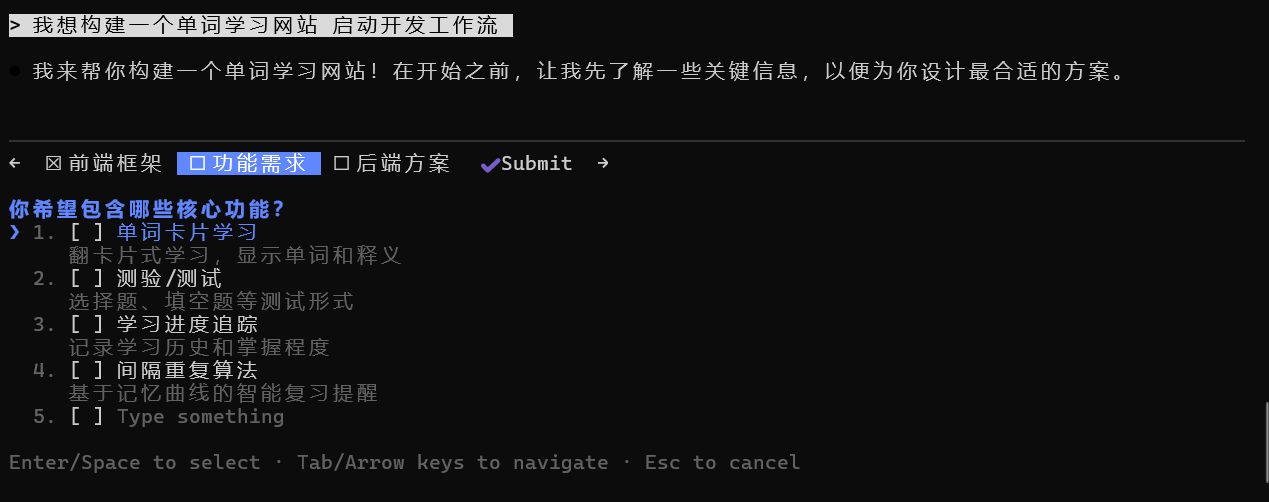 > 我想构建一个单词学习网站 启动开发工作流
● 我来帮你构建一个单词学习网站！在开始之前，让我先了解一些关键信息，以便为你设计最合适的方案。
← ☒ 前端框架 ☐ 功能需求 ☐ 后端方案 ✔Submit →
你希望包含哪些核心功能？
❯ 1. [ ] 单词卡片学习
翻卡片式学习，显示单词和释义
2. [ ] 测验/测试
选择题、填空题等测试形式
3. [ ] 学习进度追踪
记录学习历史和掌握程度
4. [ ] 间隔重复算法
基于记忆曲线的智能复习提醒
5. [ ] Type something
Enter/Space to select · Tab/Arrow keys to navigate · Esc to cancel